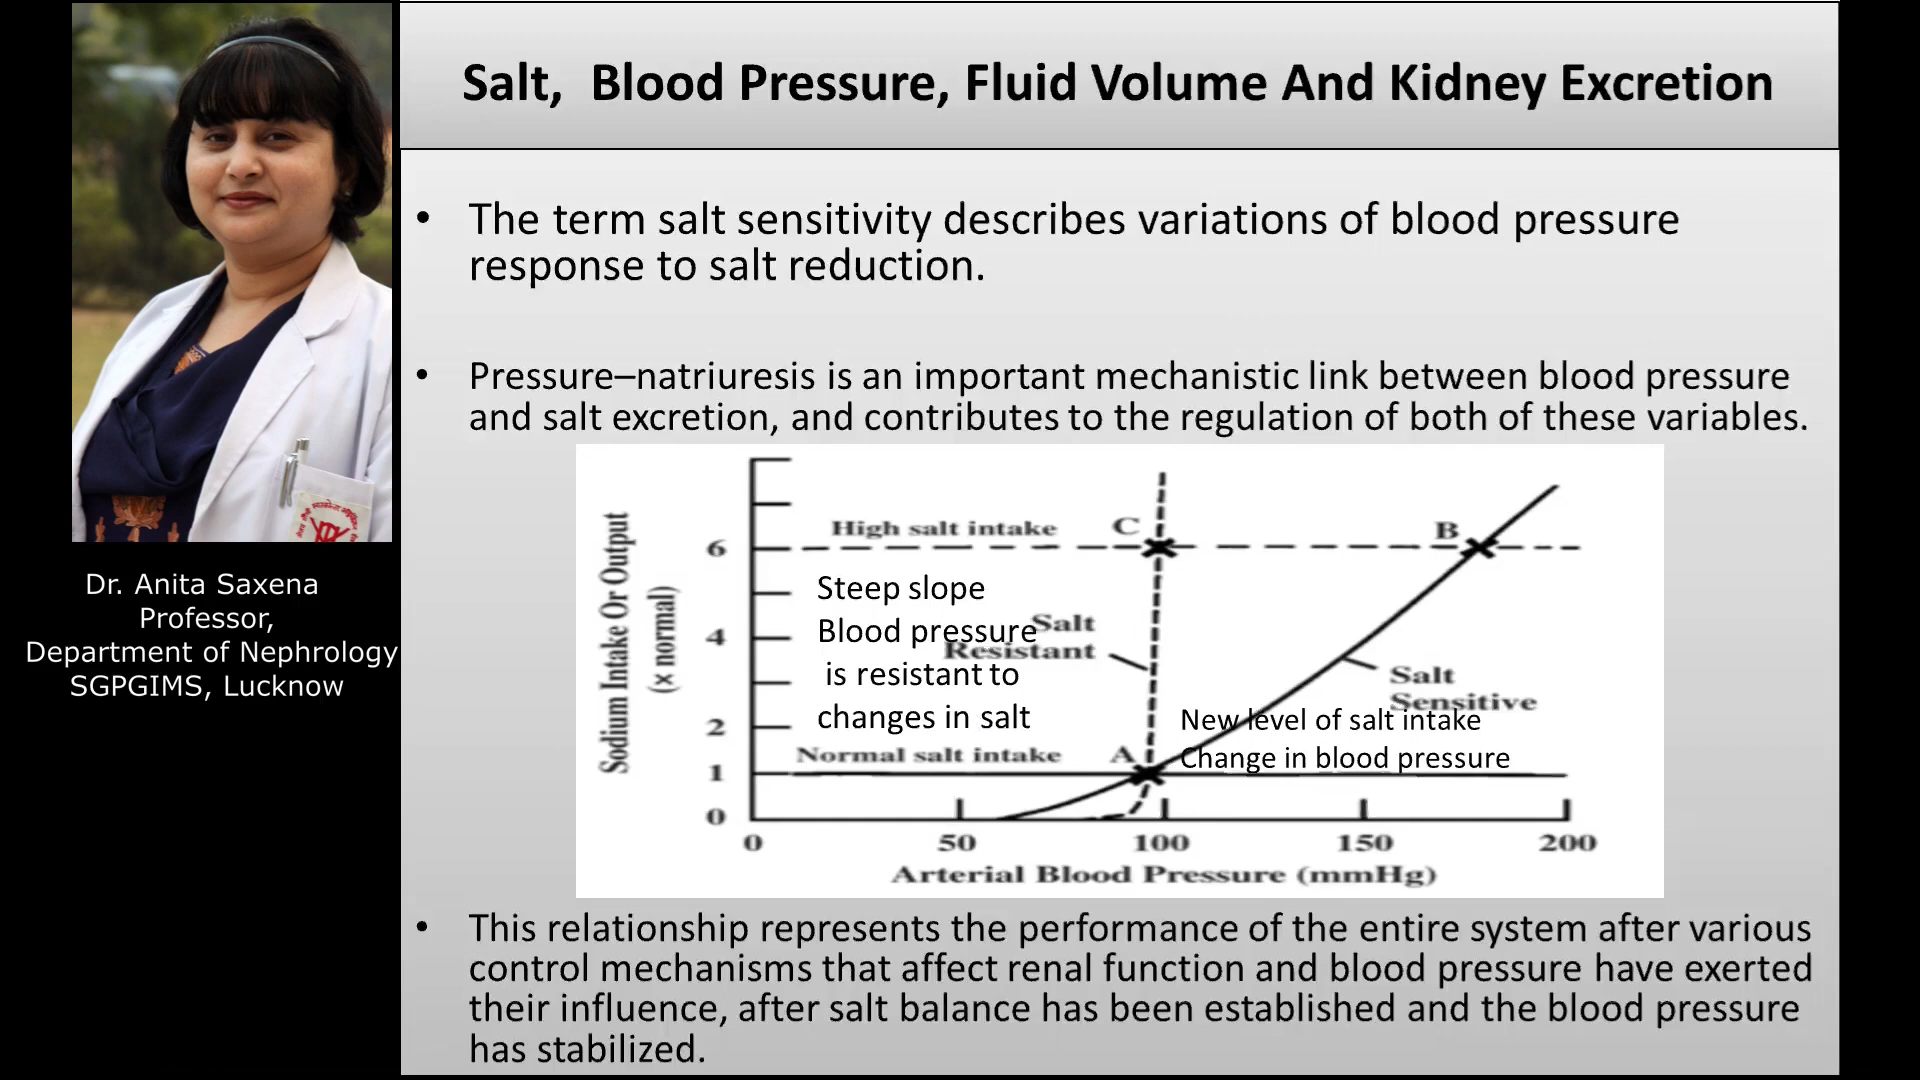 Salt, Blood Pressure, Fluid Volume And Kidney Excretion
• The term salt sensitivity describes variations of blood pressure
response to salt reduction.
• Pressure–natriuresis is an important mechanistic link between blood pressure
and salt excretion, and contributes to the regulation of both of these variables.
Sodium Intake Or Output
(x normal)
6
4
2
1
0
High salt intake
C
B
Steep slope
Blood pressure
is resistant to
changes in salt
Salt
Resistant
Salt
Sensitive
New level of salt intake
Change in blood pressure
Normal salt intake
A
0 50 100 150 200
Arterial Blood Pressure (mmHg)
• This relationship represents the performance of the entire system after various
control mechanisms that affect renal function and blood pressure have exerted
their influence, after salt balance has been established and the blood pressure
has stabilized.
Dr. Anita Saxena
Professor,
Department of Nephrology
SGPGIMS, Lucknow